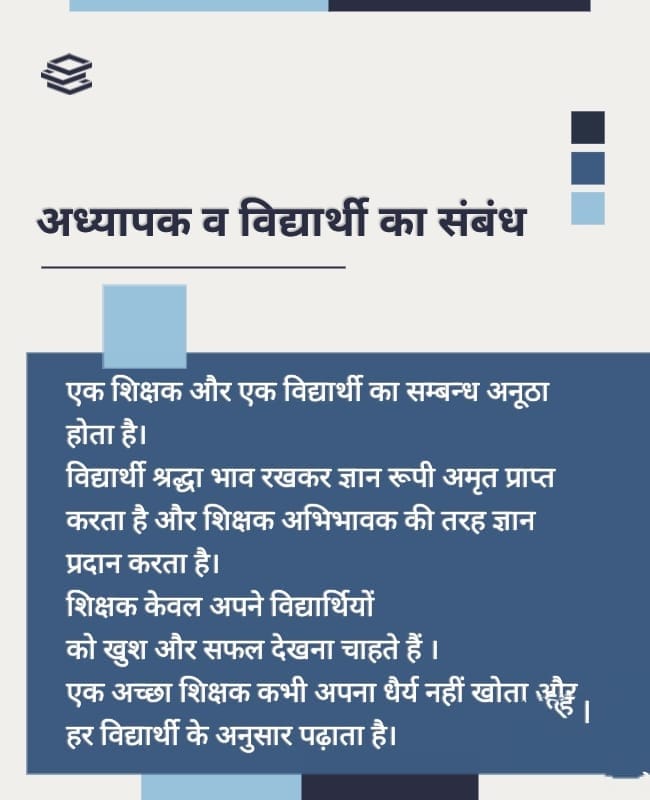 अध्यापक व विद्यार्थी का संबंध
एक शिक्षक और एक विद्यार्थी का सम्बन्ध अनूठा
होता है।
विद्यार्थी श्रद्धा भाव रखकर ज्ञान रूपी अमृत प्राप्त
करता है और शिक्षक अभिभावक की तरह ज्ञान
प्रदान करता है।
शिक्षक केवल अपने विद्यार्थियों
को खुश और सफल देखना चाहते हैं ।
एक अच्छा शिक्षक कभी अपना धैर्य नहीं खोता और
हर विद्यार्थी के अनुसार पढ़ाता है।